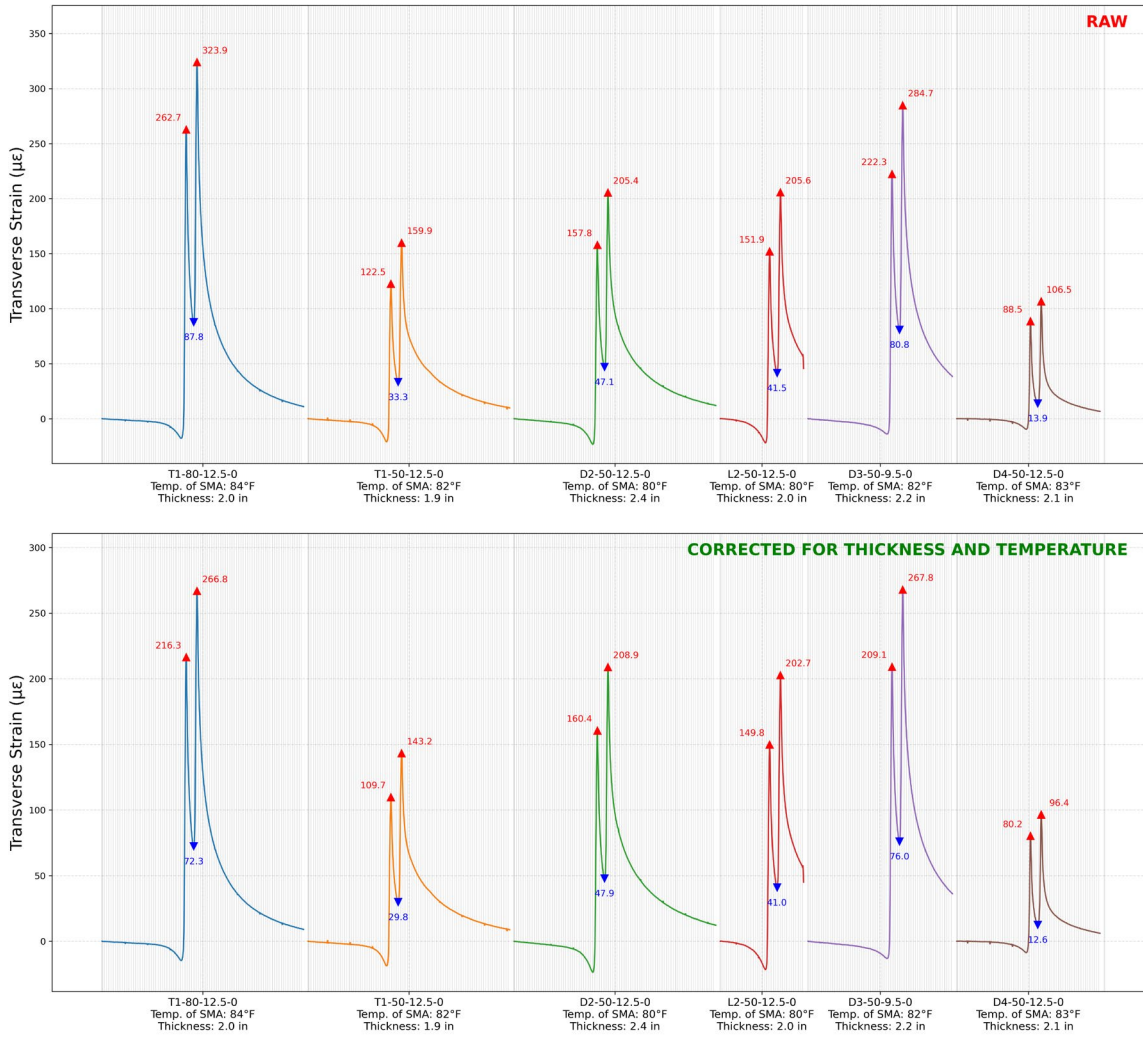 RAW
Transverse Strain (με)
350
300
250
200
150
100
50
0
262.7
323.9
87.8
122.5
159.9
33.3
157.8
205.4
47.1
151.9
205.6
41.5
222.3
284.7
80.8
88.5
106.5
13.9
T1-80-12.5-0
Temp. of SMA: 84°F
Thickness: 2.0 in
T1-50-12.5-0
Temp. of SMA: 82°F
Thickness: 1.9 in
D2-50-12.5-0
Temp. of SMA: 80°F
Thickness: 2.4 in
L2-50-12.5-0
Temp. of SMA: 80°F
Thickness: 2.0 in
D3-50-9.5-0
Temp. of SMA: 82°F
Thickness: 2.2 in
D4-50-12.5-0
Temp. of SMA: 83°F
Thickness: 2.1 in
CORRECTED FOR THICKNESS AND TEMPERATURE
Transverse Strain (με)
300
250
200
150
100
50
0
216.3
266.8
72.3
109.7
143.2
29.8
160.4
208.9
47.9
149.8
202.7
41.0
209.1
267.8
76.0
80.2
96.4
12.6
T1-80-12.5-0
Temp. of SMA: 84°F
Thickness: 2.0 in
T1-50-12.5-0
Temp. of SMA: 82°F
Thickness: 1.9 in
D2-50-12.5-0
Temp. of SMA: 80°F
Thickness: 2.4 in
L2-50-12.5-0
Temp. of SMA: 80°F
Thickness: 2.0 in
D3-50-9.5-0
Temp. of SMA: 82°F
Thickness: 2.2 in
D4-50-12.5-0
Temp. of SMA: 83°F
Thickness: 2.1 in